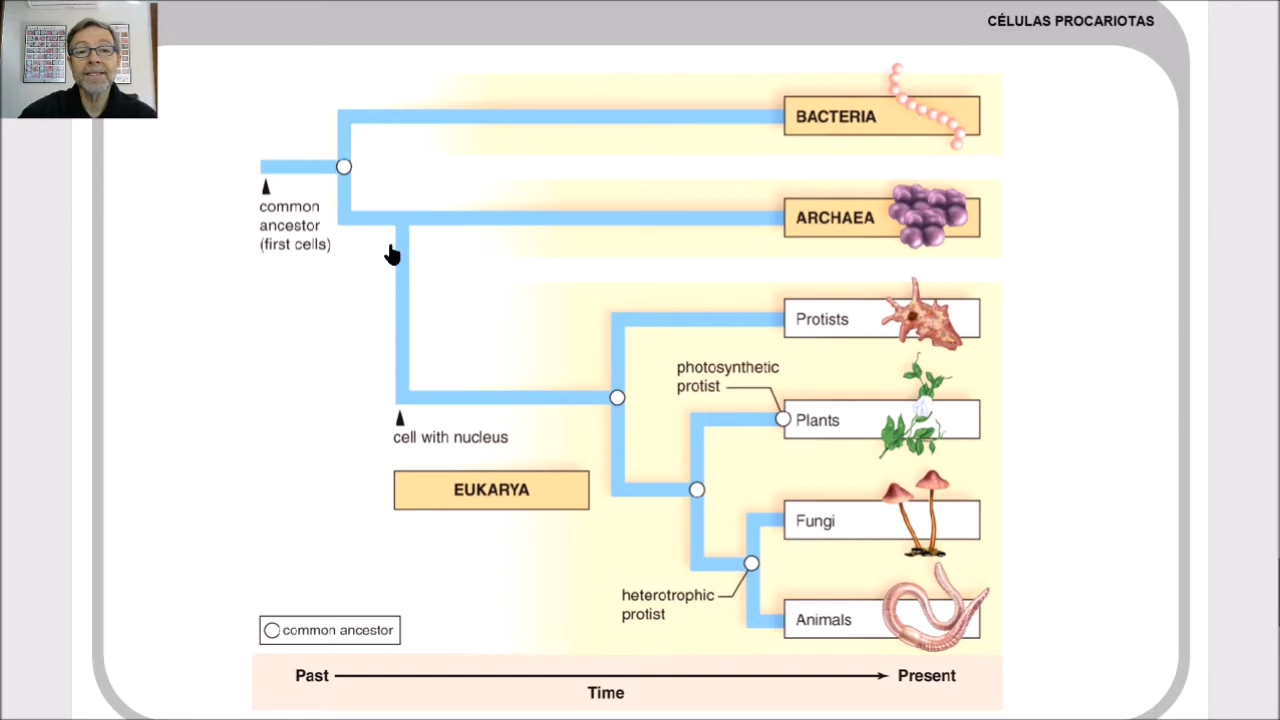 CÉLULAS PROCARIOTAS
BACTERIA
common
ancestor
(first cells)
ARCHAEA
Protists
photosynthetic
protist
Plants
cell with nucleus
EUKARYA
Fungi
heterotrophic
protist
Animals
common ancestor
Past
Present
Time